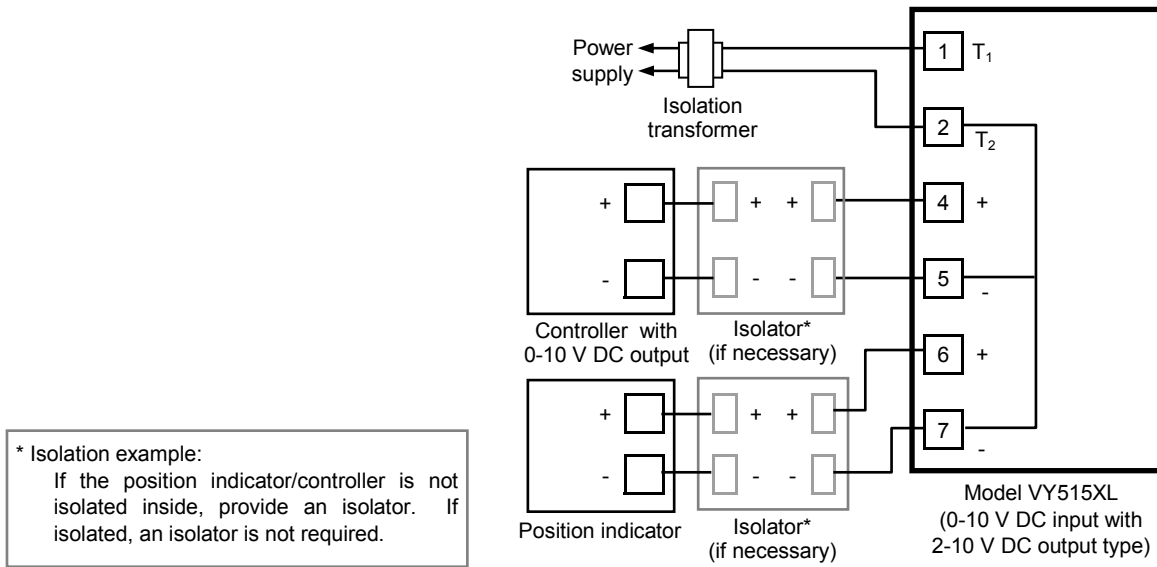 Power
supply
Isolation
transformer
1 T₁
2 T₂
+ + + 4 +
- - - 5 -
Controller with
0-10 V DC output
Isolator*
(if necessary)
6 +
+ + +
7 -
- - -
Position indicator
Isolator*
(if necessary)
Model VY515XL
(0-10 V DC input with
2-10 V DC output type)
* Isolation example:
If the position indicator/controller is not
isolated inside, provide an isolator. If
isolated, an isolator is not required.